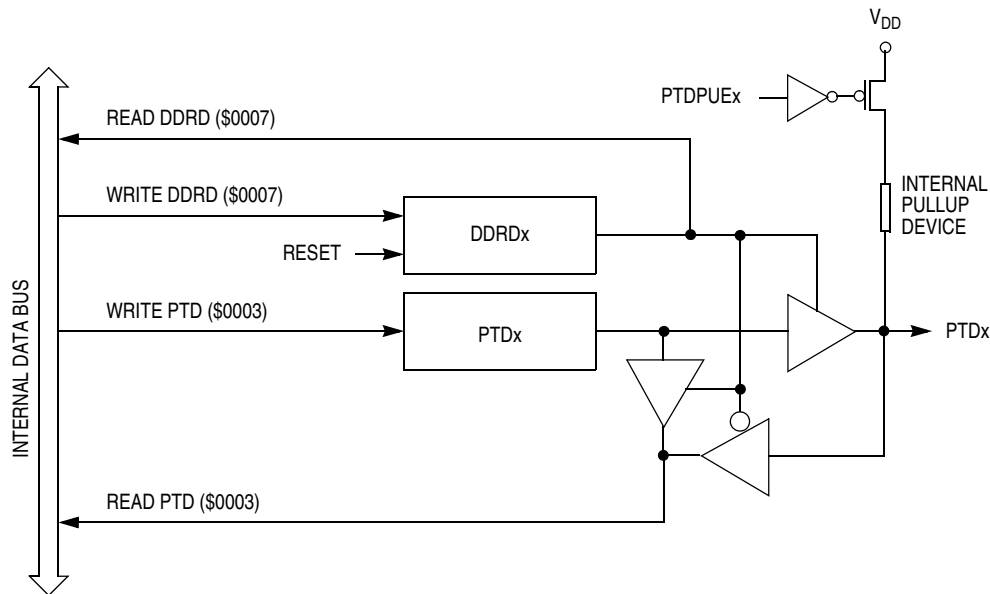 VDD
PTDPUEx
READ DDRD ($0007)
WRITE DDRD ($0007)
INTERNAL
PULLUP
DEVICE
DDRDx
RESET
WRITE PTD ($0003)
PTDx
PTDx
INTERNAL DATA BUS
READ PTD ($0003)